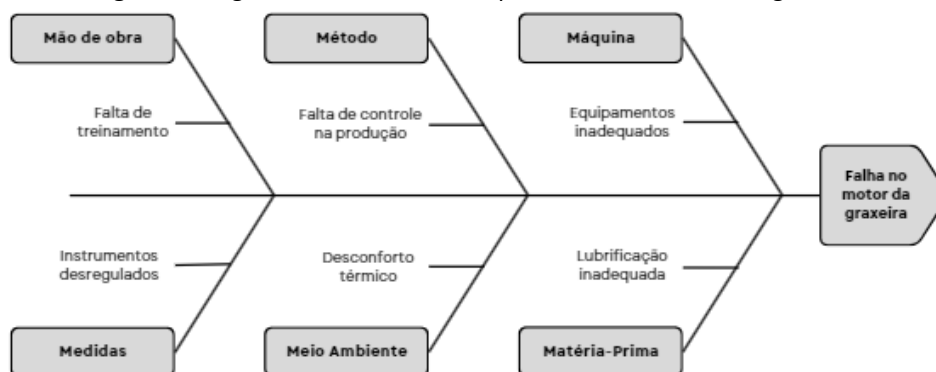 Mão de obra
Método
Máquina
Falta de
treinamento
Falta de controle
na produção
Equipamentos
inadequados
Falha no
motor da
graxeira
Instrumentos
desregulados
Desconforto
térmico
Lubrificação
inadequada
Medidas
Meio Ambiente
Matéria-Prima